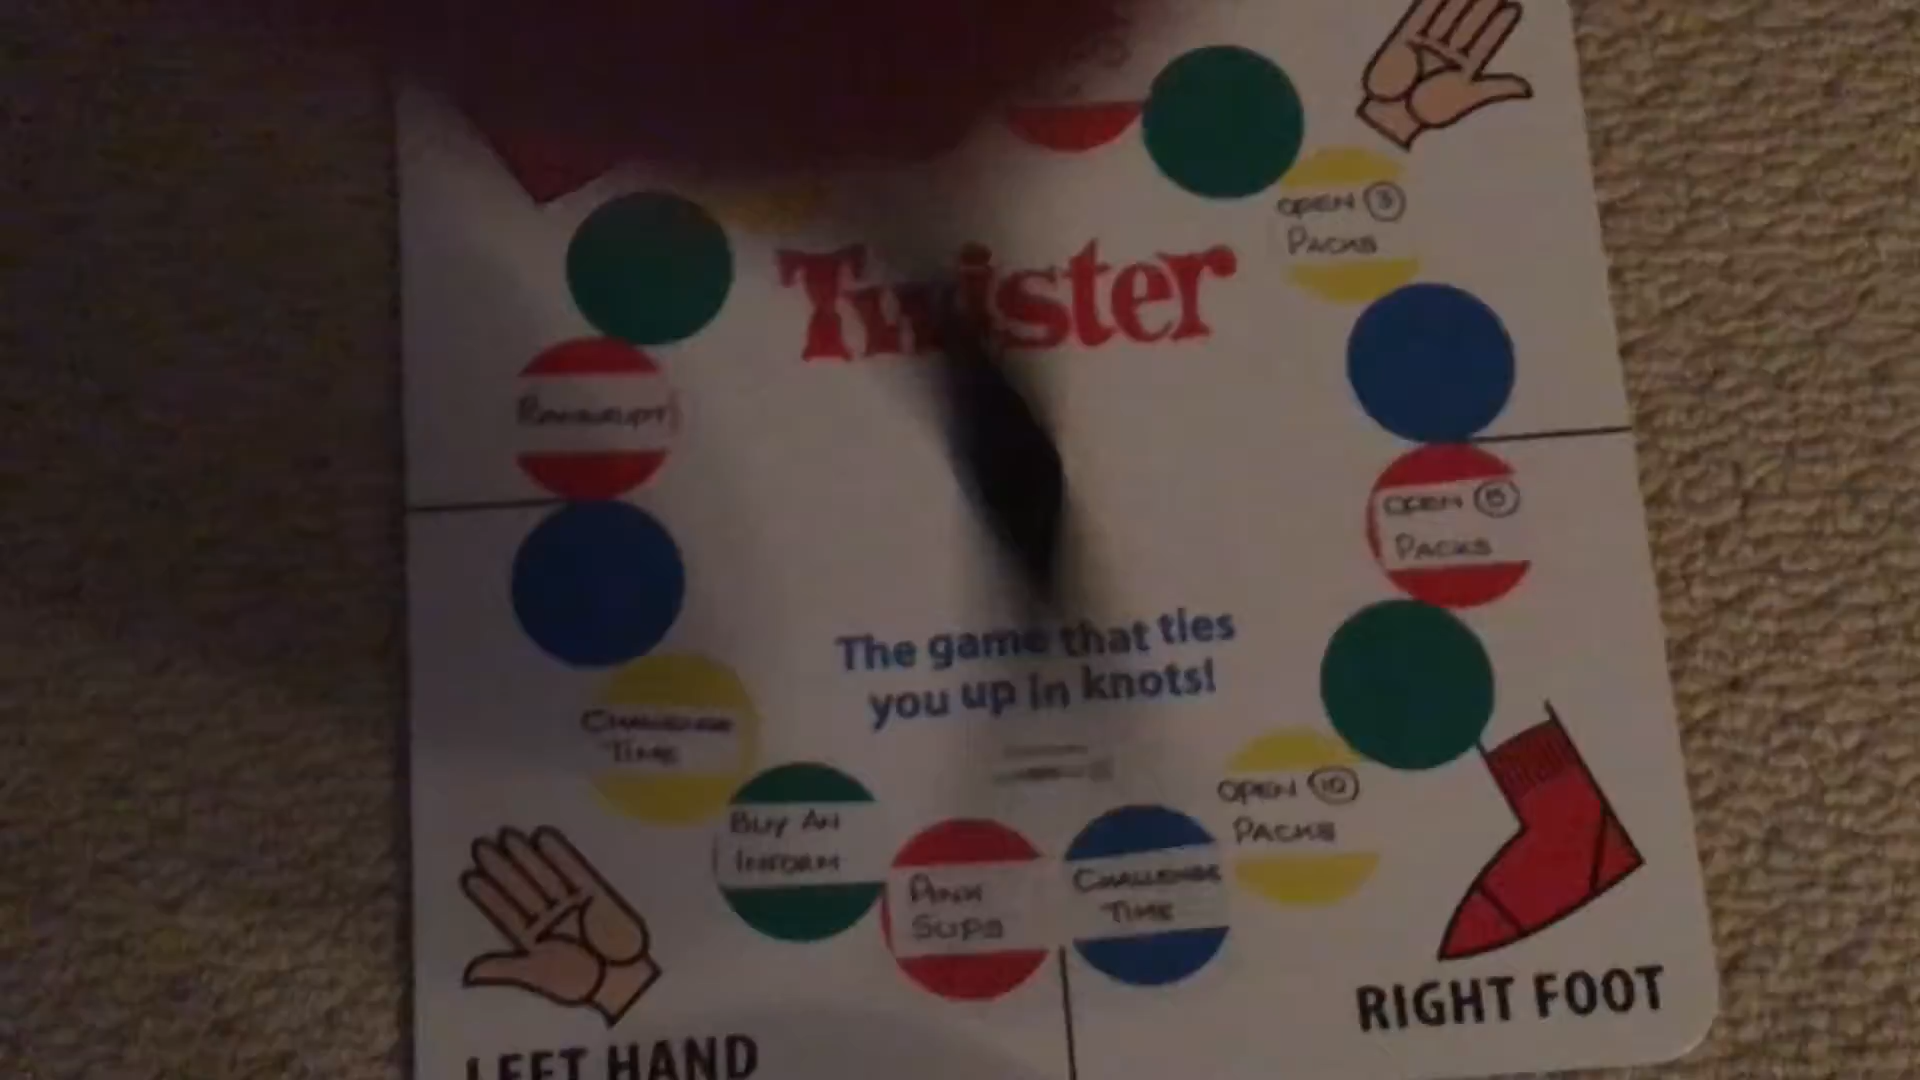 OPEN 3
PACKS
Twister
BANKRUPT
OPEN 5
PACKS
The game that ties
you up in knots!
CHALLENGE
TIME
OPEN 10
PACKS
BUY AN
INFORM
PINK
SLIPS
CHALLENGE
TIME
RIGHT FOOT
LEFT HAND